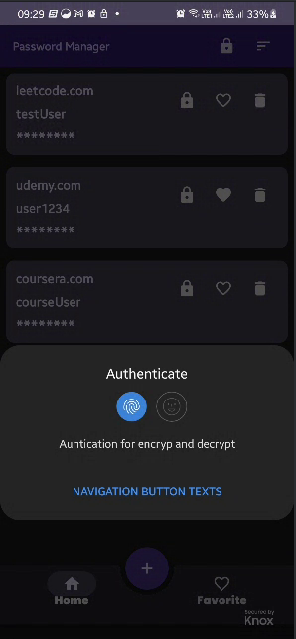 09:29 33%
Password Manager
leetcode.com
testUser
********
udemy.com
user1234
********
coursera.com
courseUser
********
Authenticate
Auntication for encryp and decrypt
NAVIGATION BUTTON TEXTS
+
Home Favorite
Secured by
Knox